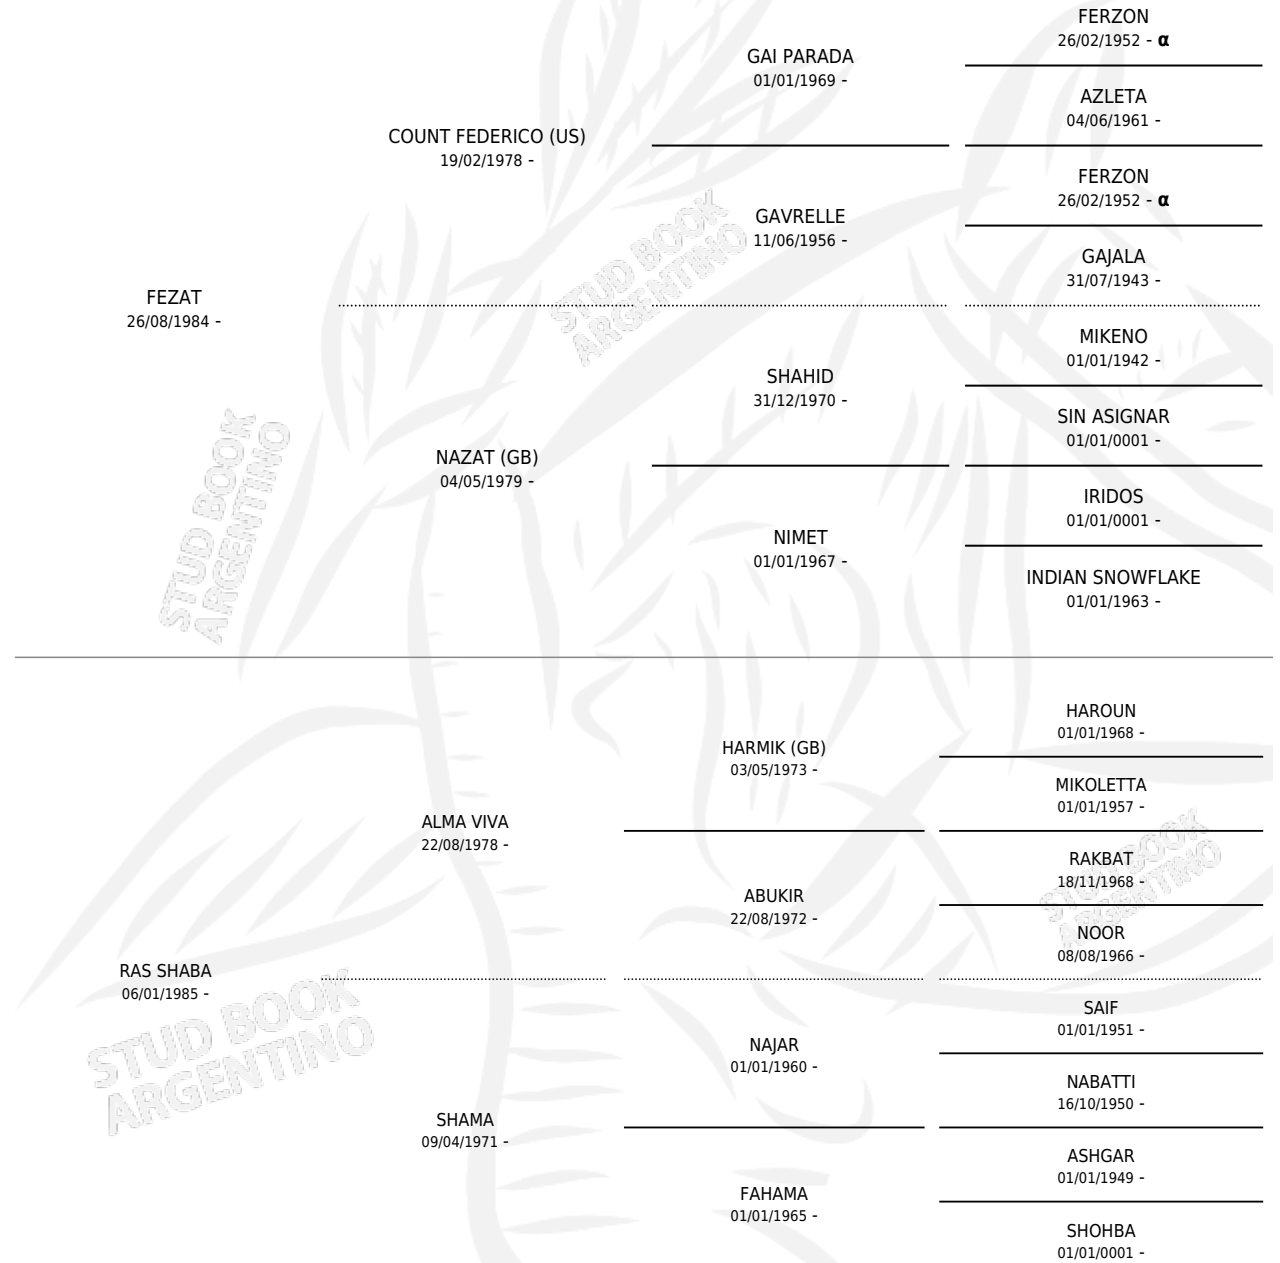 FERZON
26/02/1952 - α
GAI PARADA
01/01/1969 -
AZLETA
04/06/1961 -
COUNT FEDERICO (US)
19/02/1978 -
FERZON
26/02/1952 - α
GAVRELLE
11/06/1956 -
GAJALA
31/07/1943 -
FEZAT
26/08/1984 -
MIKENO
01/01/1942 -
SHAHID
31/12/1970 -
SIN ASIGNAR
01/01/0001 -
NAZAT (GB)
04/05/1979 -
IRIDOS
01/01/0001 -
NIMET
01/01/1967 -
INDIAN SNOWFLAKE
01/01/1963 -
HAROUN
01/01/1968 -
HARMIK (GB)
03/05/1973 -
MIKOLETTA
01/01/1957 -
ALMA VIVA
22/08/1978 -
RAKBAT
18/11/1968 -
ABUKIR
22/08/1972 -
NOOR
08/08/1966 -
RAS SHABA
06/01/1985 -
SAIF
01/01/1951 -
NAJAR
01/01/1960 -
NABATTI
16/10/1950 -
SHAMA
09/04/1971 -
ASHGAR
01/01/1949 -
FAHAMA
01/01/1965 -
SHOHBA
01/01/0001 -
STUD BOOK
ARGENTINO
STUD BOOK
ARGENTINO
STUD BOOK
ARGENTINO
STUD BOOK
ARGENTINO